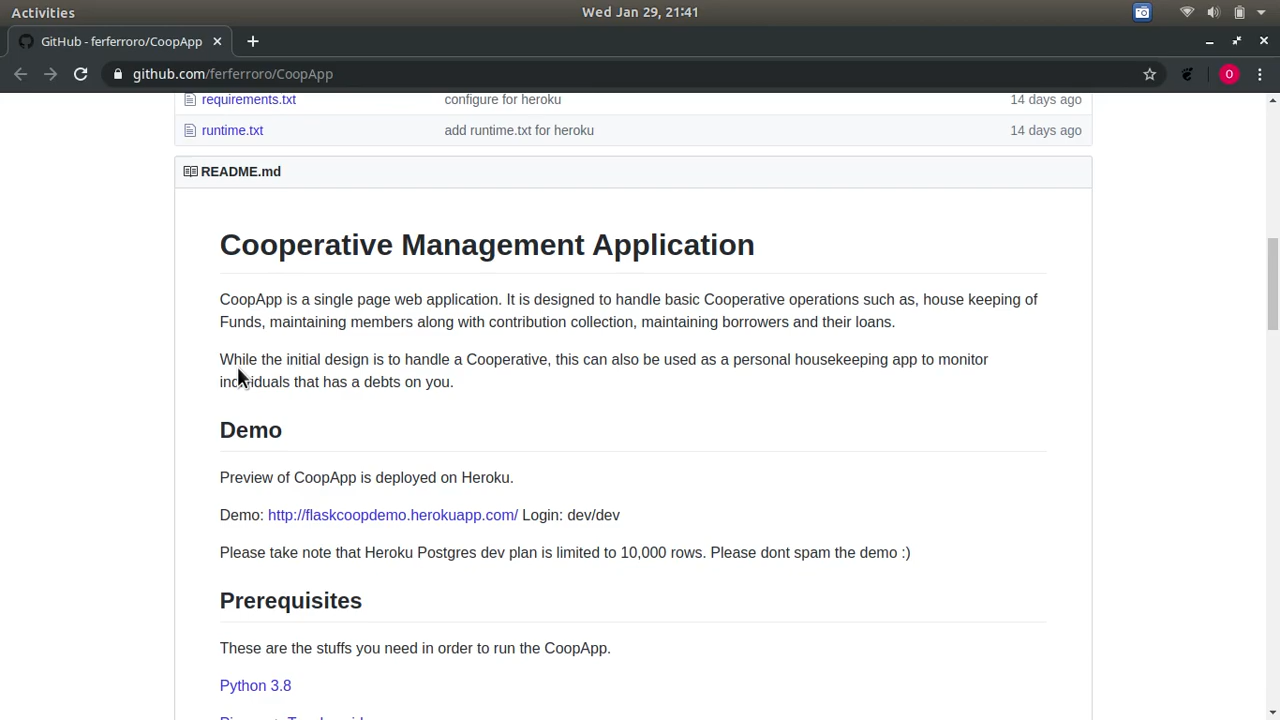 Activities
Wed Jan 29, 21:41
GitHub - ferferroro/CoopApp
github.com/ferferroro/CoopApp
O
requirements.txt configure for heroku 14 days ago
runtime.txt add runtime.txt for heroku 14 days ago
README.md
Cooperative Management Application
CoopApp is a single page web application. It is designed to handle basic Cooperative operations such as, house keeping of
Funds, maintaining members along with contribution collection, maintaining borrowers and their loans.
While the initial design is to handle a Cooperative, this can also be used as a personal housekeeping app to monitor
individuals that has a debts on you.
Demo
Preview of CoopApp is deployed on Heroku.
Demo: http://flaskcoopdemo.herokuapp.com/ Login: dev/dev
Please take note that Heroku Postgres dev plan is limited to 10,000 rows. Please dont spam the demo :)
Prerequisites
These are the stuffs you need in order to run the CoopApp.
Python 3.8